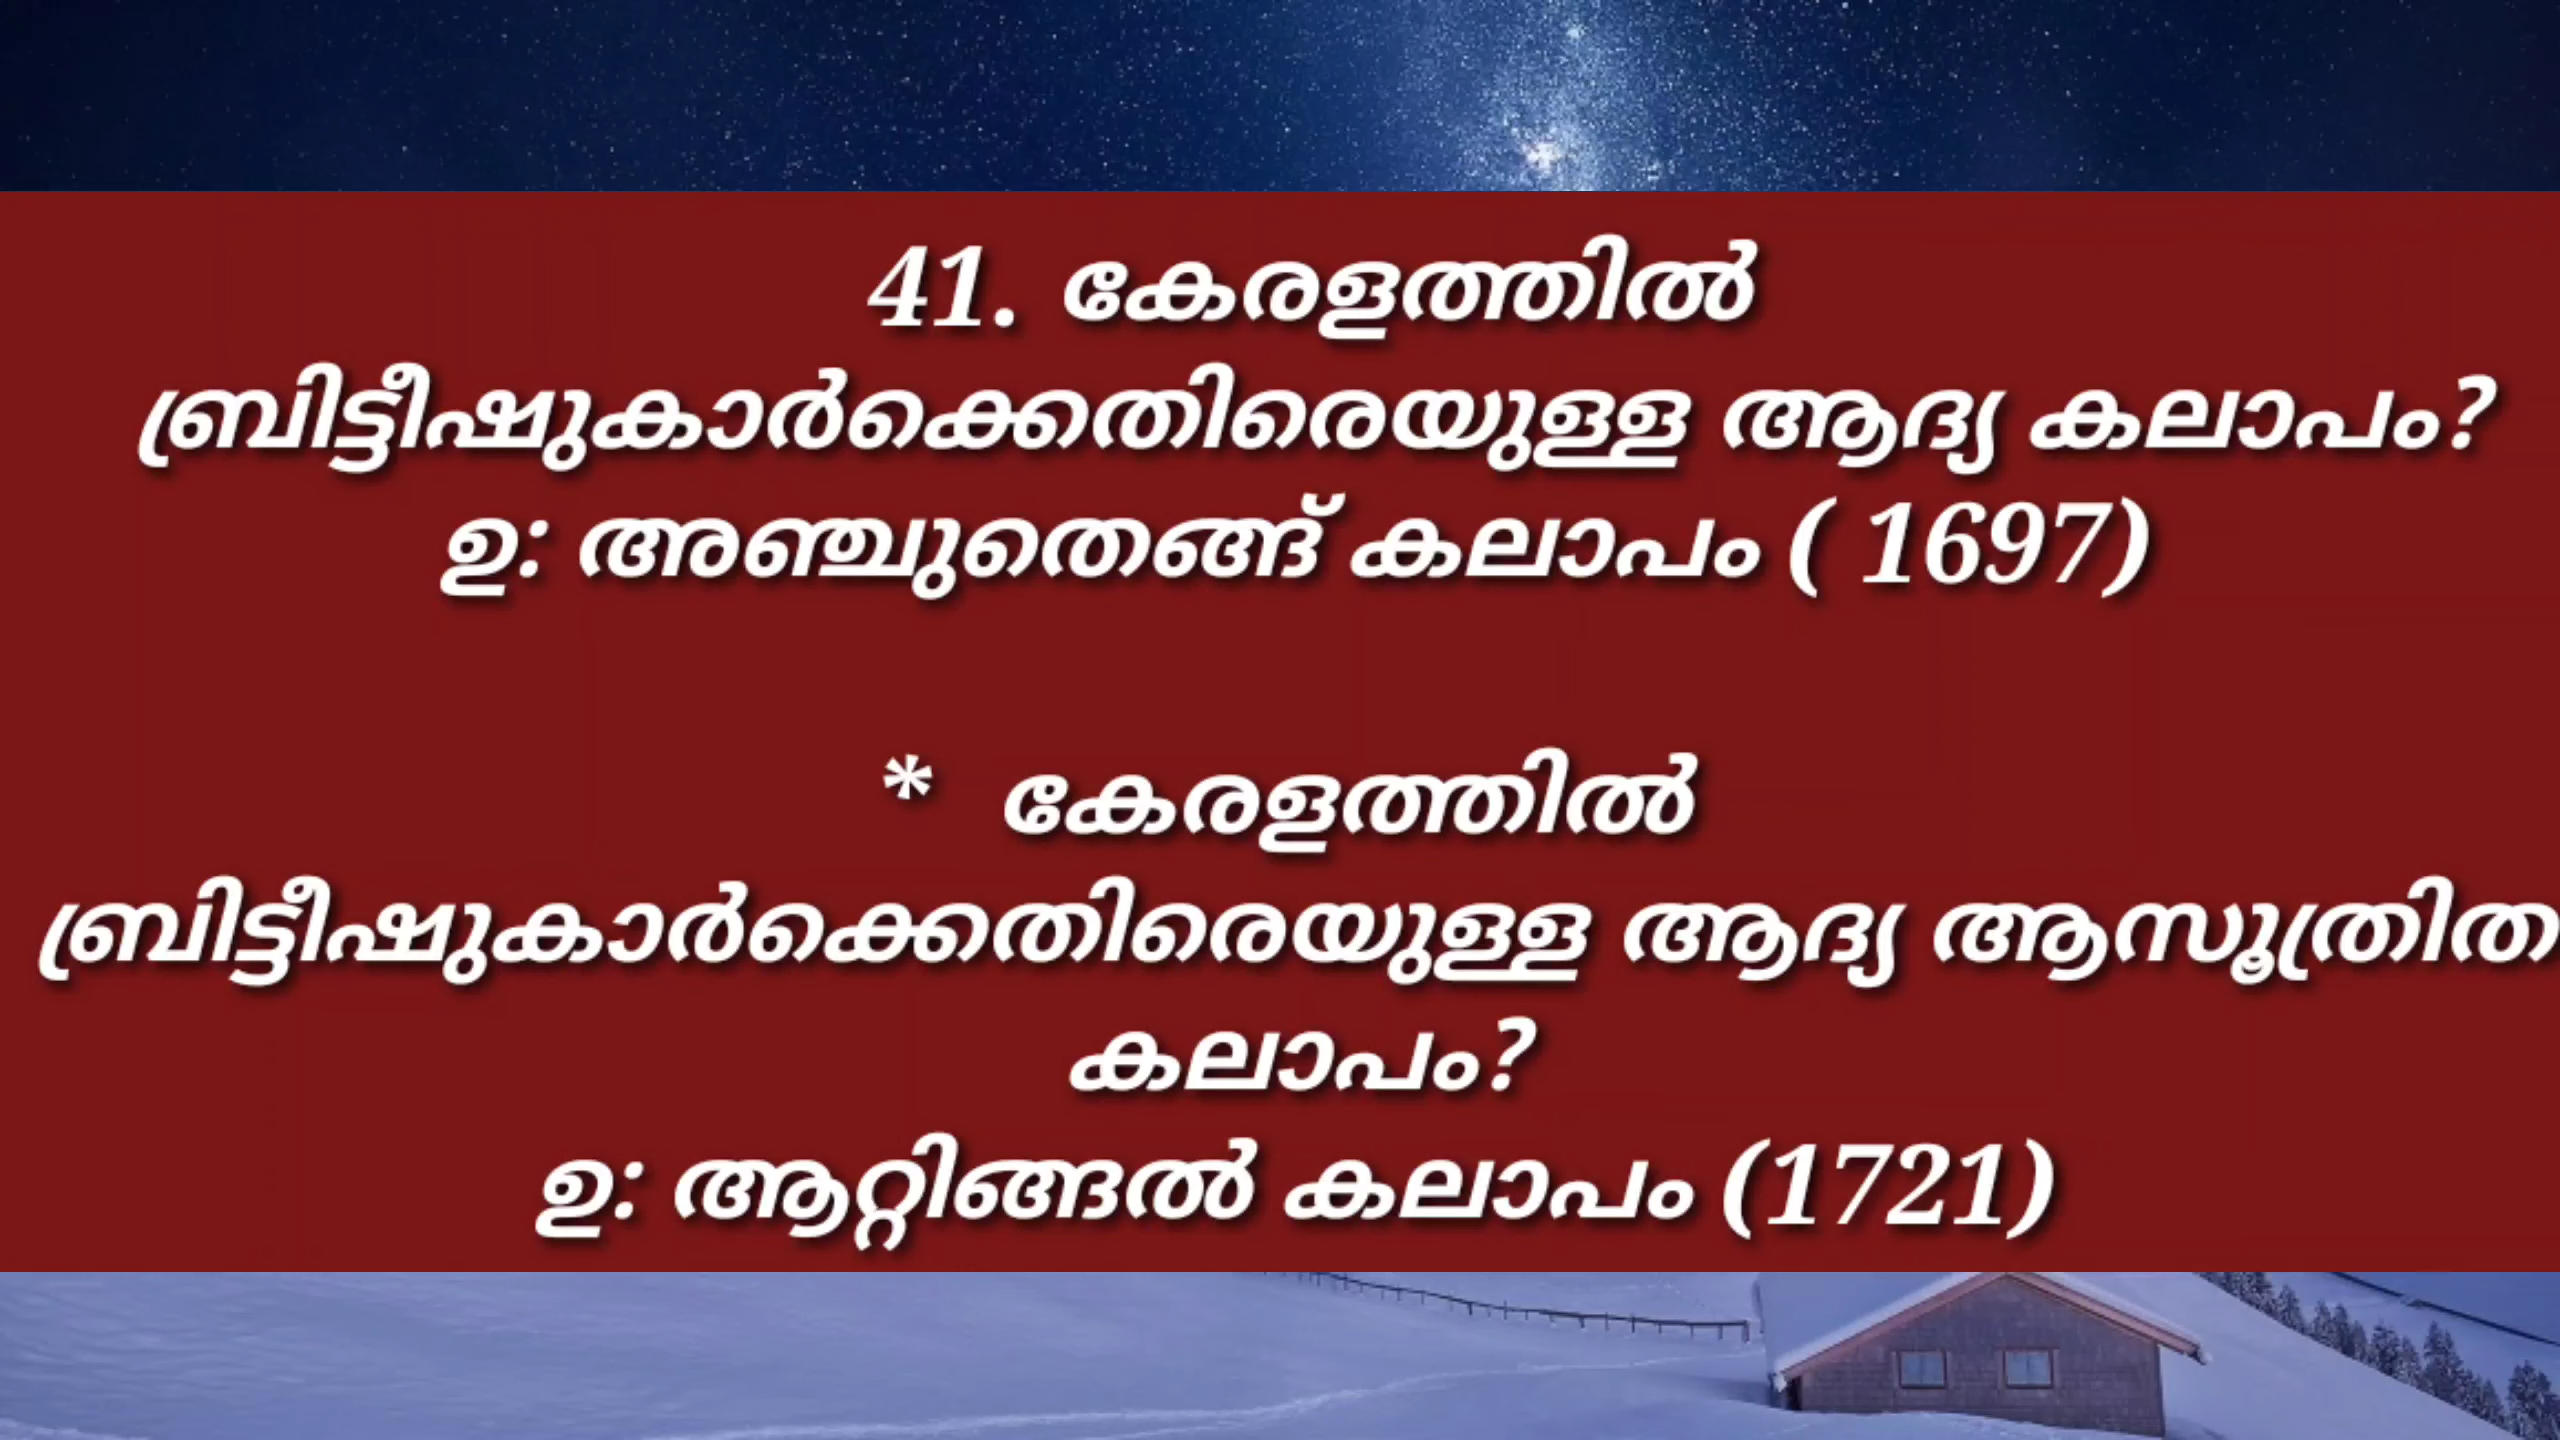 41. കേരളത്തിൽ
ബ്രിട്ടീഷുകാർക്കെതിരെയുള്ള ആദ്യ കലാപം?
ഉ: അഞ്ചുതെങ്ങ് കലാപം ( 1697)
* കേരളത്തിൽ
ബ്രിട്ടീഷുകാർക്കെതിരെയുള്ള ആദ്യ ആസൂത്രിത
കലാപം?
ഉ: ആറ്റിങ്ങൽ കലാപം (1721)